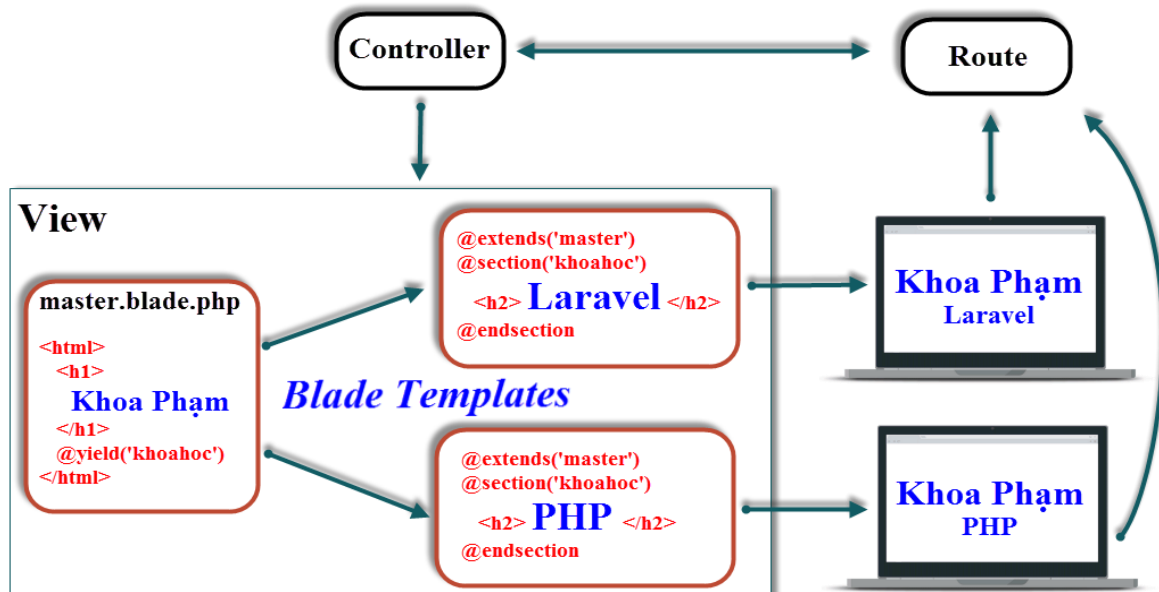 Controller
Route
View
master.blade.php
<html>
<h1>
Khoa Phạm
</h1>
@yield('khoahoc')
</html>
Blade Templates
@extends('master')
@section('khoahoc')
<h2> Laravel </h2>
@endsection
@extends('master')
@section('khoahoc')
<h2> PHP </h2>
@endsection
Khoa Phạm
Laravel
Khoa Phạm
PHP